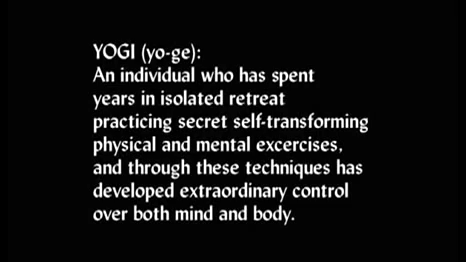 YOGI (yo-ge):
An individual who has spent
years in isolated retreat
practicing secret self-transforming
physical and mental excercises,
and through these techniques has
developed extraordinary control
over both mind and body.